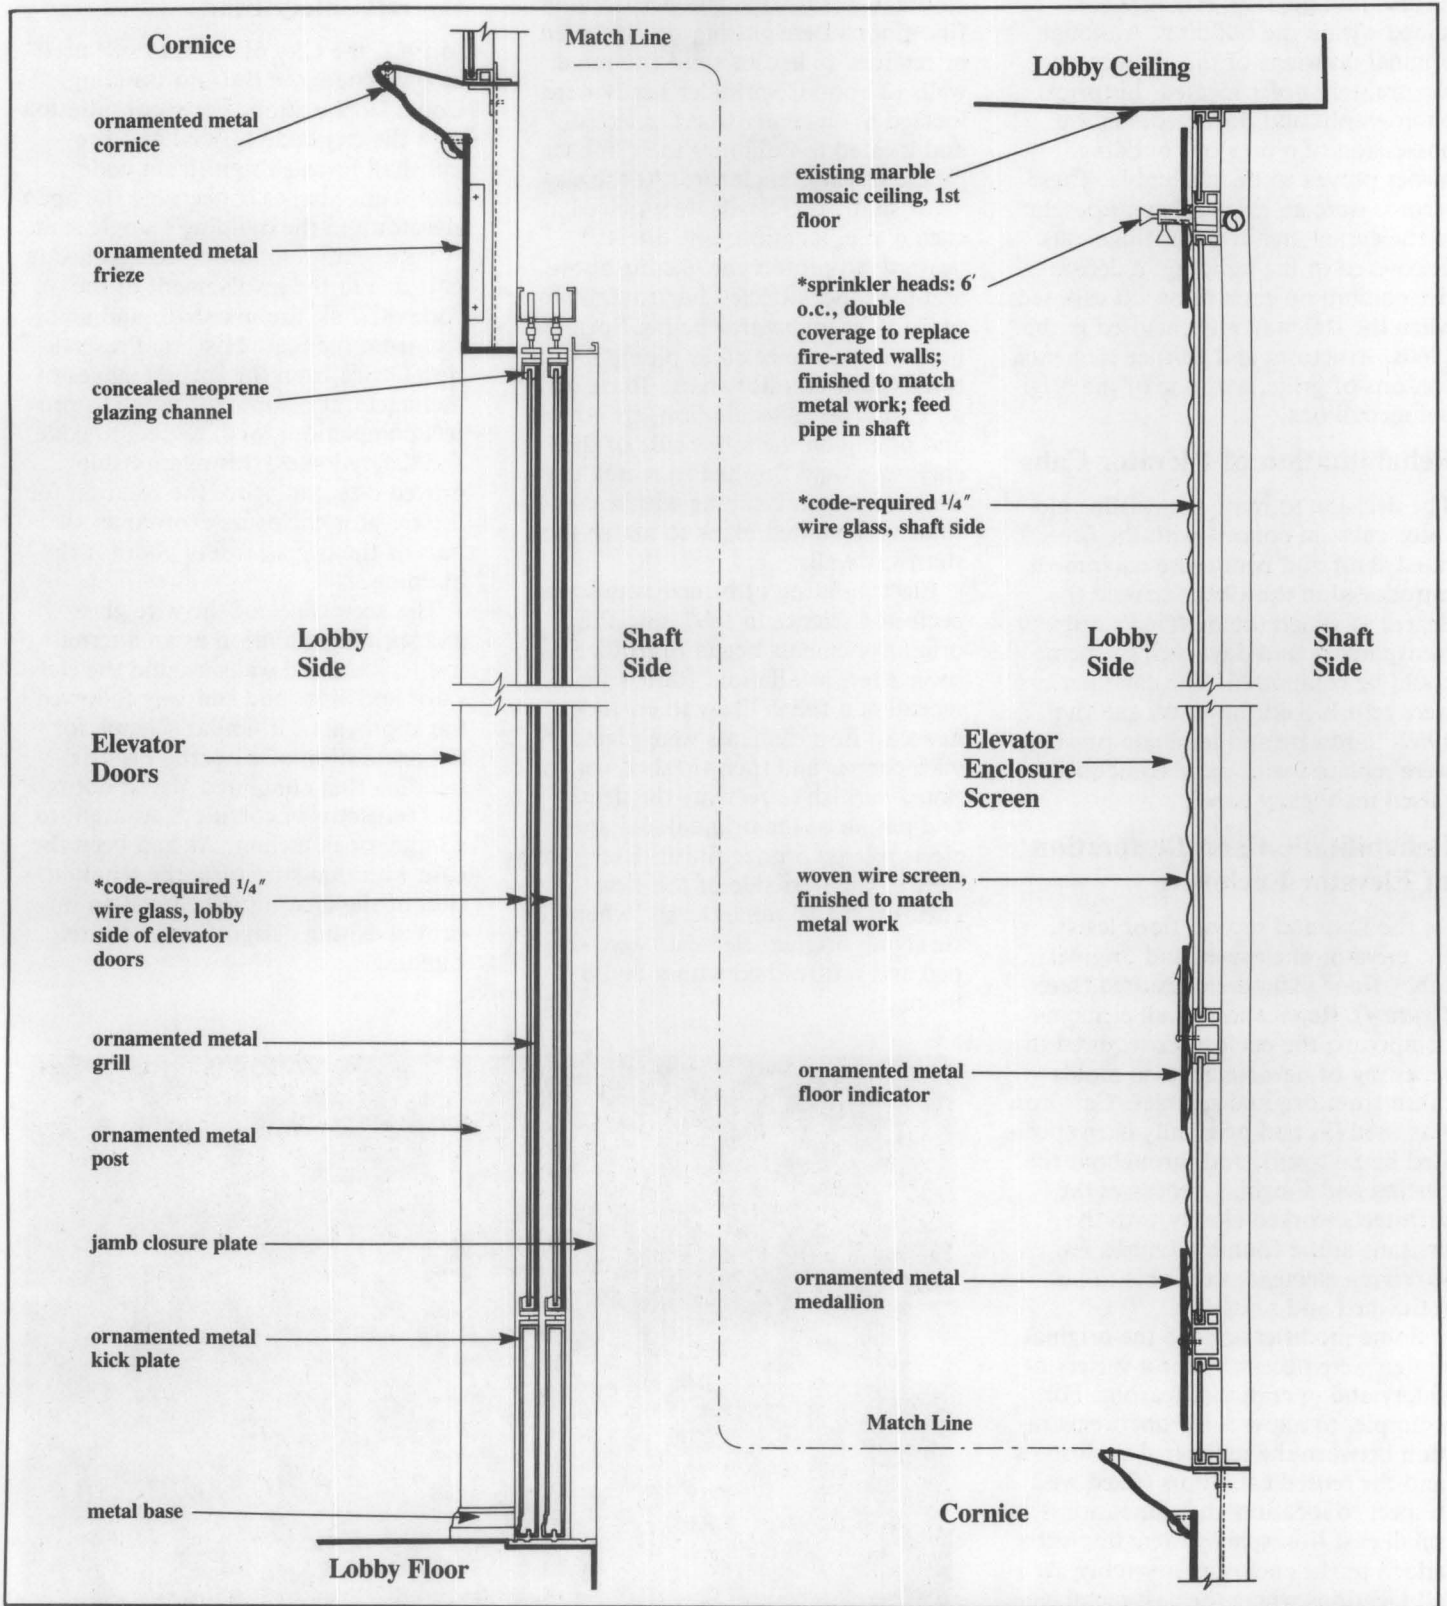 Cornice
Match Line
ornamented metal
cornice
ornamented metal
frieze
concealed neoprene
glazing channel
Lobby
Side
Shaft
Side
Elevator
Doors
*code-required 1/4"
wire glass, lobby
side of elevator
doors
ornamented metal
grill
ornamented metal
post
jamb closure plate
ornamented metal
kick plate
metal base
Lobby Floor
Lobby Ceiling
existing marble
mosaic ceiling, 1st
floor
*sprinkler heads: 6'
o.c., double
coverage to replace
fire-rated walls;
finished to match
metal work; feed
pipe in shaft
*code-required 1/4"
wire glass, shaft side
Lobby
Side
Shaft
Side
Elevator
Enclosure
Screen
woven wire screen,
finished to match
metal work
ornamented metal
floor indicator
ornamented metal
medallion
Match Line
Cornice